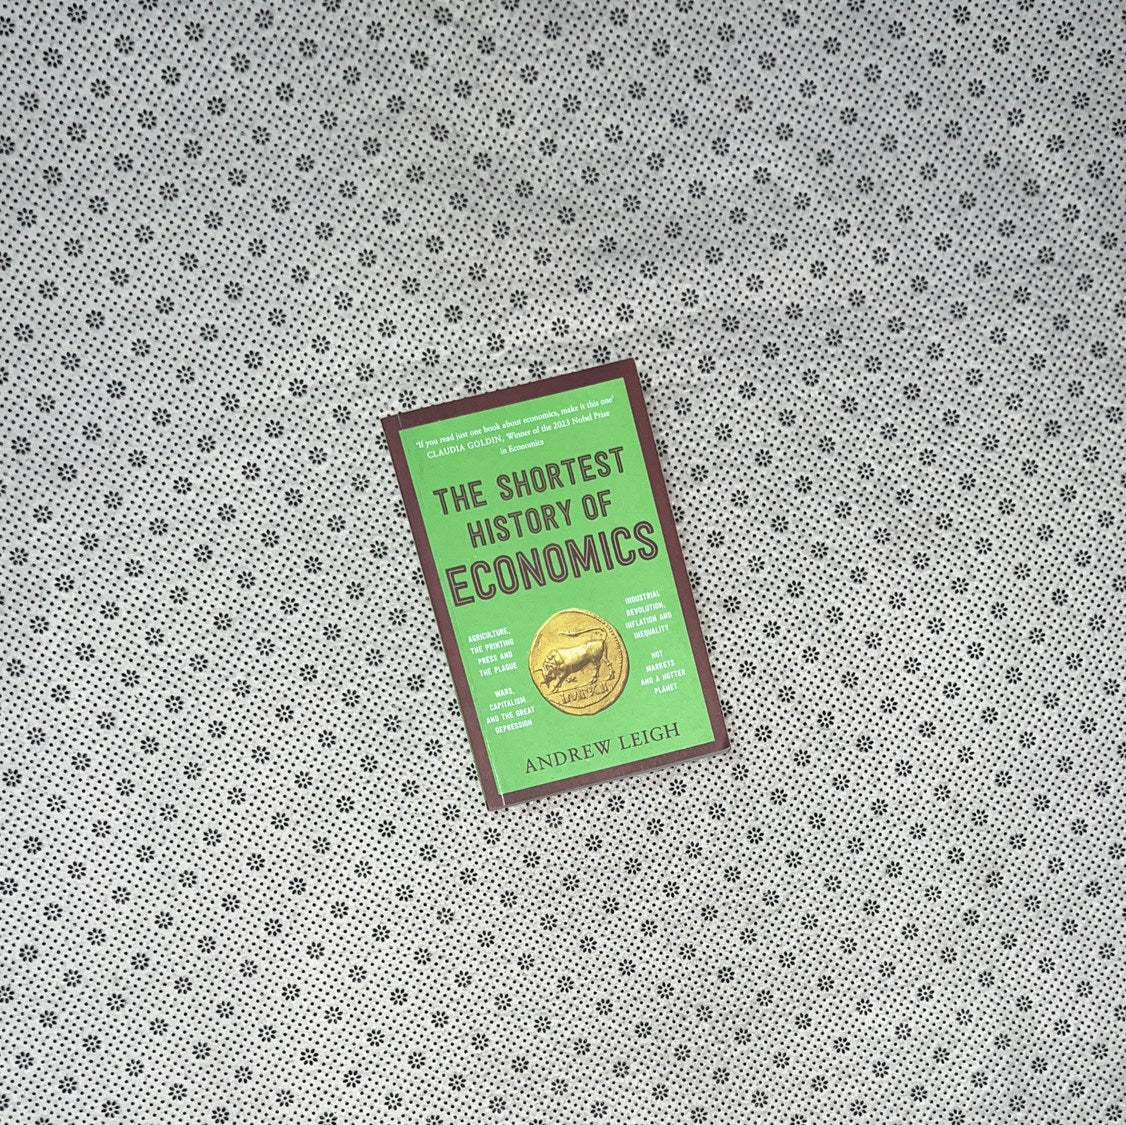 'If you read just one book about economics, make it this one'
CLAUDIA GOLDIN, Winner of the 2023 Nobel Prize
in Economics
THE SHORTEST
HISTORY OF
ECONOMICS
AGRICULTURE,
THE PRINTING
PRESS AND
THE PLAGUE
WARS,
CAPITALISM
AND THE GREAT
DEPRESSION
INDUSTRIAL
REVOLUTION,
INFLATION AND
INEQUALITY
HOT
MARKETS
AND A HOTTER
PLANET
ANDREW LEIGH